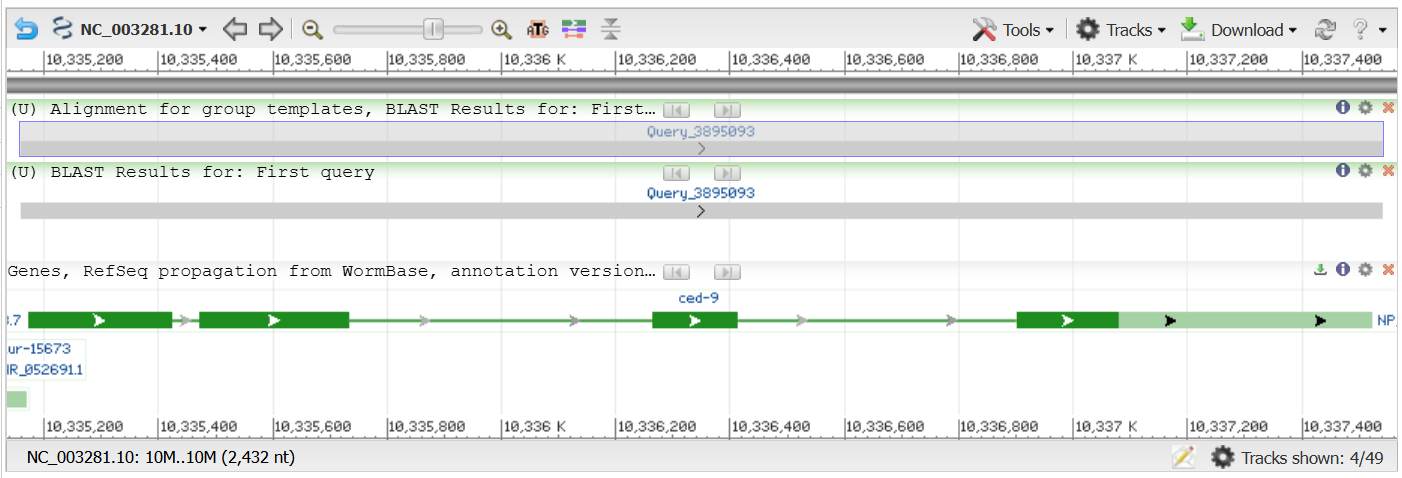 NC_003281.10 ATG Tools Tracks Download ?
10,335,200 10,335,400 10,335,600 10,335,800 10,336 K 10,336,200 10,336,400 10,336,600 10,336,800 10,337 K 10,337,200 10,337,400
(U) Alignment for group templates, BLAST Results for: First…
Query_3895093
(U) BLAST Results for: First query
Query_3895093
Genes, RefSeq propagation from WormBase, annotation version…
ced-9
3.7 NP_
ur-15673
NR_052691.1
10,335,200 10,335,400 10,335,600 10,335,800 10,336 K 10,336,200 10,336,400 10,336,600 10,336,800 10,337 K 10,337,200 10,337,400
NC_003281.10: 10M..10M (2,432 nt) Tracks shown: 4/49